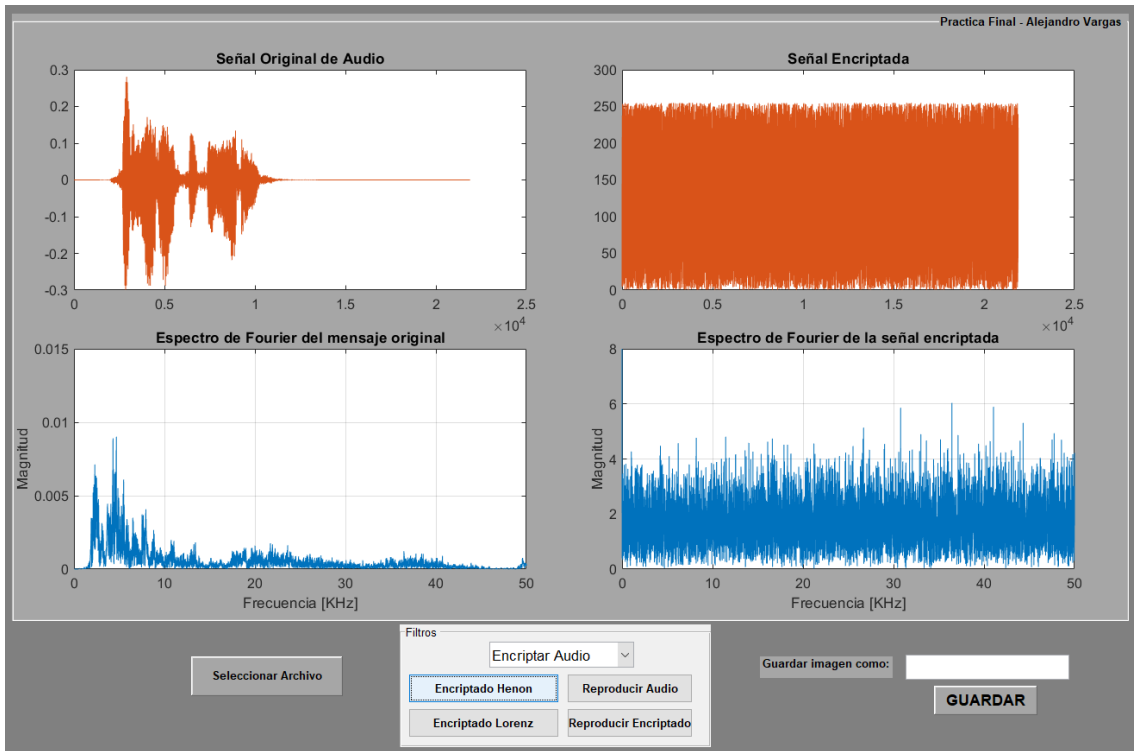 Practica Final - Alejandro Vargas
Señal Original de Audio
0.3
0.2
0.1
0
-0.1
-0.2
-0.3
0 0.5 1 1.5 2 2.5
×10⁴
Señal Encriptada
300
250
200
150
100
50
0
0 0.5 1 1.5 2 2.5
×10⁴
Espectro de Fourier del mensaje original
0.015
0.01
0.005
0
Magnitud
0 10 20 30 40 50
Frecuencia [KHz]
Espectro de Fourier de la señal encriptada
8
6
4
2
0
Magnitud
0 10 20 30 40 50
Frecuencia [KHz]
Seleccionar Archivo
Filtros
Encriptar Audio
Encriptado Henon Reproducir Audio
Encriptado Lorenz Reproducir Encriptado
Guardar imagen como:
GUARDAR